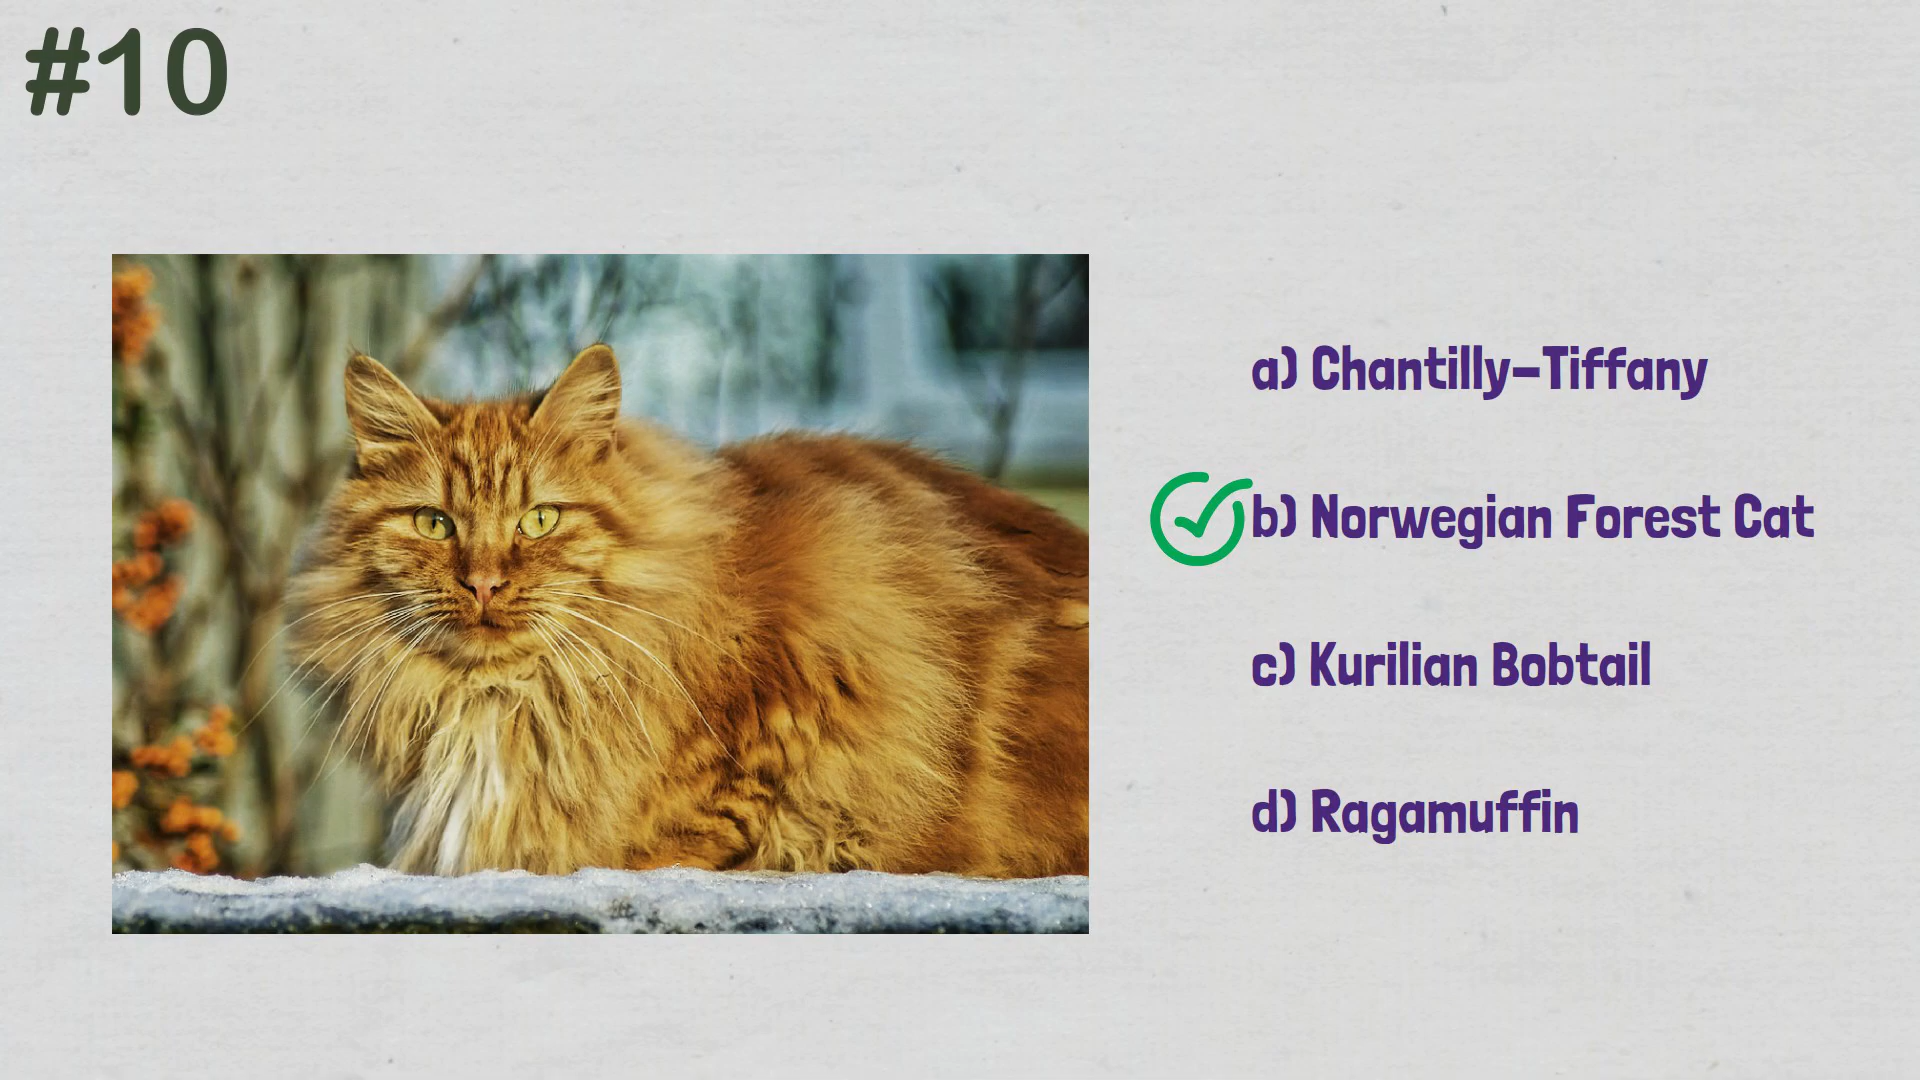 #10
a) Chantilly-Tiffany
b) Norwegian Forest Cat
c) Kurilian Bobtail
d) Ragamuffin